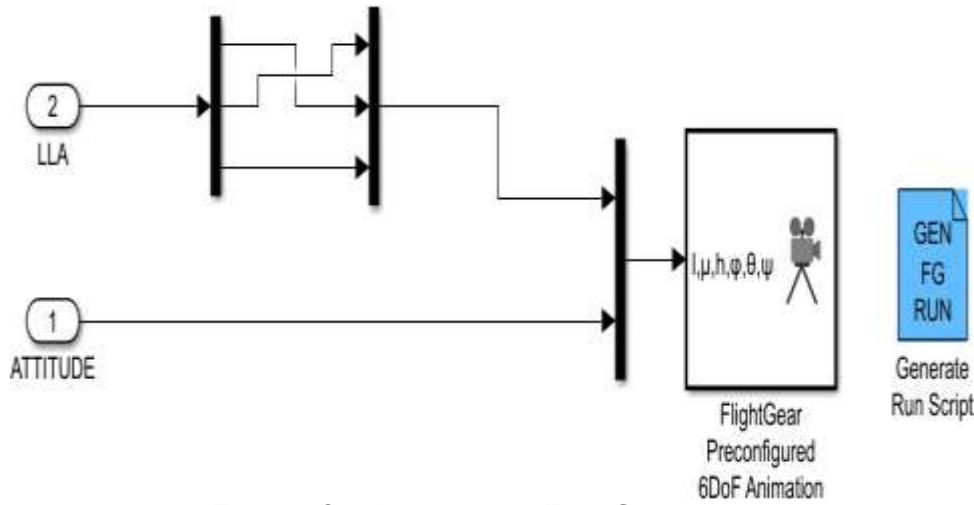 2
LLA
1
ATTITUDE
l,μ,h,φ,θ,ψ
FlightGear
Preconfigured
6DoF Animation
GEN
FG
RUN
Generate
Run Script